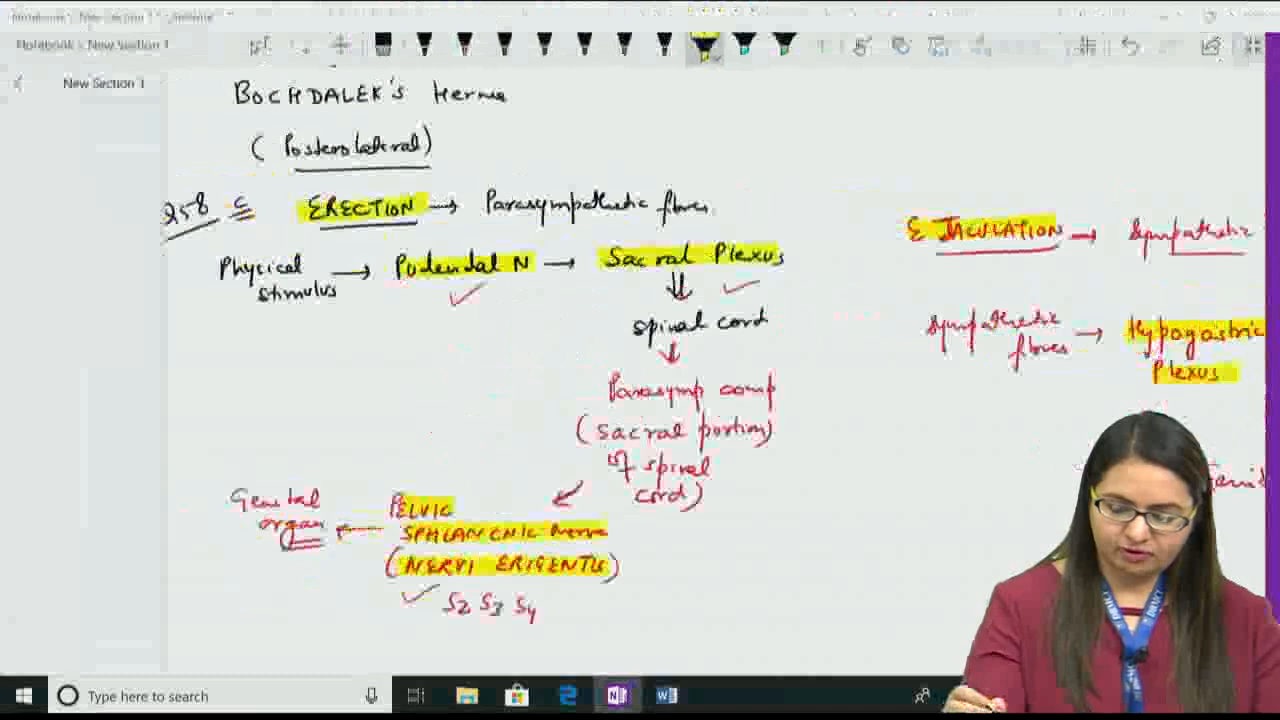 Notebook > New Section 1
New Section 1
BOCHDALEK's Hernia
(Posterolateral)
258 C ERECTION → Parasympathetic fibres.
Physical stimulus → Pudendal N → Sacral Plexus
spinal cord
Parasymp comp
(sacral portion)
of spinal
cord)
PELVIC
SPHLANCNIC Nerve
(NERVI ERIGENTIS)
S2 S3 S4
Genital
organ
EJACULATION → Sympathetic
Sympathetic
fibres → Hypogastric
Plexus
Type here to search